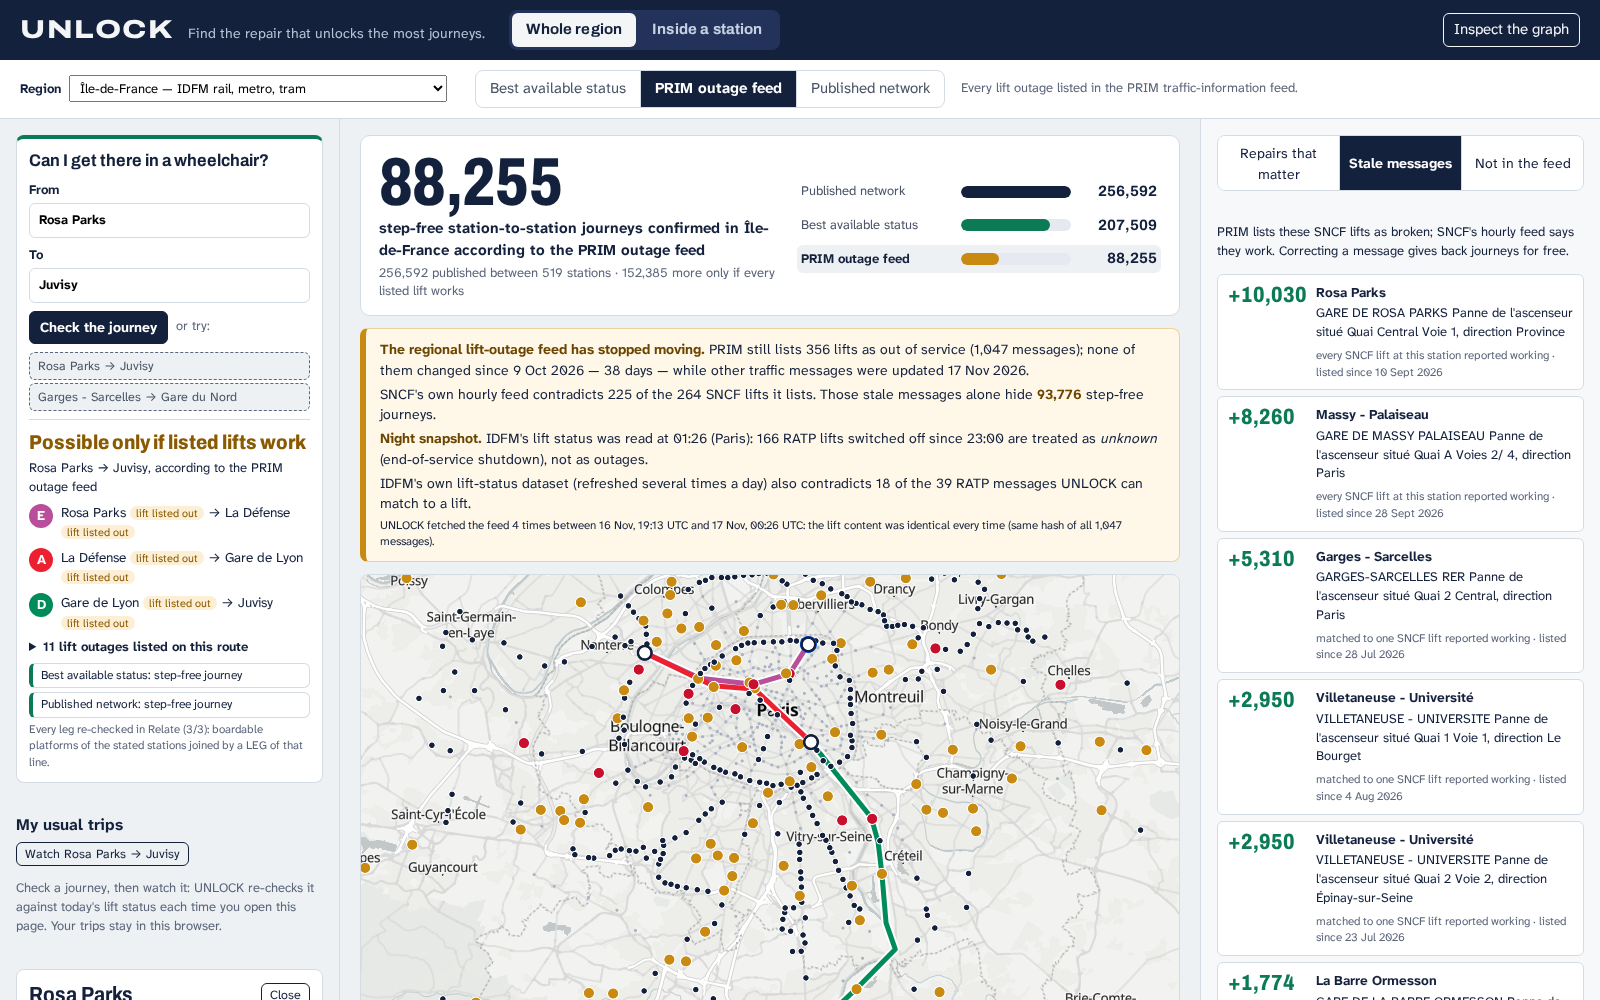 UNLOCK
Find the repair that unlocks the most journeys.
Whole region
Inside a station
Inspect the graph
Region
Île-de-France — IDFM rail, metro, tram
Best available status
PRIM outage feed
Published network
Every lift outage listed in the PRIM traffic-information feed.
Can I get there in a wheelchair?
From
Rosa Parks
To
Juvisy
Check the journey
or try:
Rosa Parks → Juvisy
Garges - Sarcelles → Gare du Nord
Possible only if listed lifts work
Rosa Parks → Juvisy, according to the PRIM
outage feed
E Rosa Parks lift listed out → La Défense
lift listed out
A La Défense lift listed out → Gare de Lyon
lift listed out
D Gare de Lyon lift listed out → Juvisy
lift listed out
▶ 11 lift outages listed on this route
Best available status: step-free journey
Published network: step-free journey
Every leg re-checked in Relate (3/3): boardable
platforms of the stated stations joined by a LEG of that
line.
My usual trips
Watch Rosa Parks → Juvisy
Check a journey, then watch it: UNLOCK re-checks it
against today's lift status each time you open this
page. Your trips stay in this browser.
Rosa Parks
Close
88,255
step-free station-to-station journeys confirmed in Île-
de-France according to the PRIM outage feed
256,592 published between 519 stations · 152,385 more only if every
listed lift works
Published network 256,592
Best available status 207,509
PRIM outage feed 88,255
The regional lift-outage feed has stopped moving. PRIM still lists 356 lifts as out of service (1,047 messages); none of
them changed since 9 Oct 2026 — 38 days — while other traffic messages were updated 17 Nov 2026.
SNCF's own hourly feed contradicts 225 of the 264 SNCF lifts it lists. Those stale messages alone hide 93,776 step-free
journeys.
Night snapshot. IDFM's lift status was read at 01:26 (Paris): 166 RATP lifts switched off since 23:00 are treated as unknown
(end-of-service shutdown), not as outages.
IDFM's own lift-status dataset (refreshed several times a day) also contradicts 18 of the 39 RATP messages UNLOCK can
match to a lift.
UNLOCK fetched the feed 4 times between 16 Nov, 19:13 UTC and 17 Nov, 00:26 UTC: the lift content was identical every time (same hash of all 1,047
messages).
Poissy
Colombes
Drancy
Livry-Gargan
Saint-Germain-
en-Laye
Bondy
Nanterre
Chelles
Montreuil
Paris
Boulogne-
Billancourt
Noisy-le-Grand
Champigny-
sur-Marne
Saint-Cyr-l'École
Vitry-sur-Seine
Créteil
Guyancourt
Brie-Comte-
Repairs that
matter
Stale messages
Not in the feed
PRIM lists these SNCF lifts as broken; SNCF's hourly feed says
they work. Correcting a message gives back journeys for free.
+10,030 Rosa Parks
GARE DE ROSA PARKS Panne de l'ascenseur
situé Quai Central Voie 1, direction Province
every SNCF lift at this station reported working ·
listed since 10 Sept 2026
+8,260 Massy - Palaiseau
GARE DE MASSY PALAISEAU Panne de
l'ascenseur situé Quai A Voies 2/ 4, direction
Paris
every SNCF lift at this station reported working ·
listed since 28 Sept 2026
+5,310 Garges - Sarcelles
GARGES-SARCELLES RER Panne de
l'ascenseur situé Quai 2 Central, direction
Paris
matched to one SNCF lift reported working · listed
since 28 Jul 2026
+2,950 Villetaneuse - Université
VILLETANEUSE - UNIVERSITE Panne de
l'ascenseur situé Quai 1 Voie 1, direction Le
Bourget
matched to one SNCF lift reported working · listed
since 4 Aug 2026
+2,950 Villetaneuse - Université
VILLETANEUSE - UNIVERSITE Panne de
l'ascenseur situé Quai 2 Voie 2, direction
Épinay-sur-Seine
matched to one SNCF lift reported working · listed
since 23 Jul 2026
+1,774 La Barre Ormesson